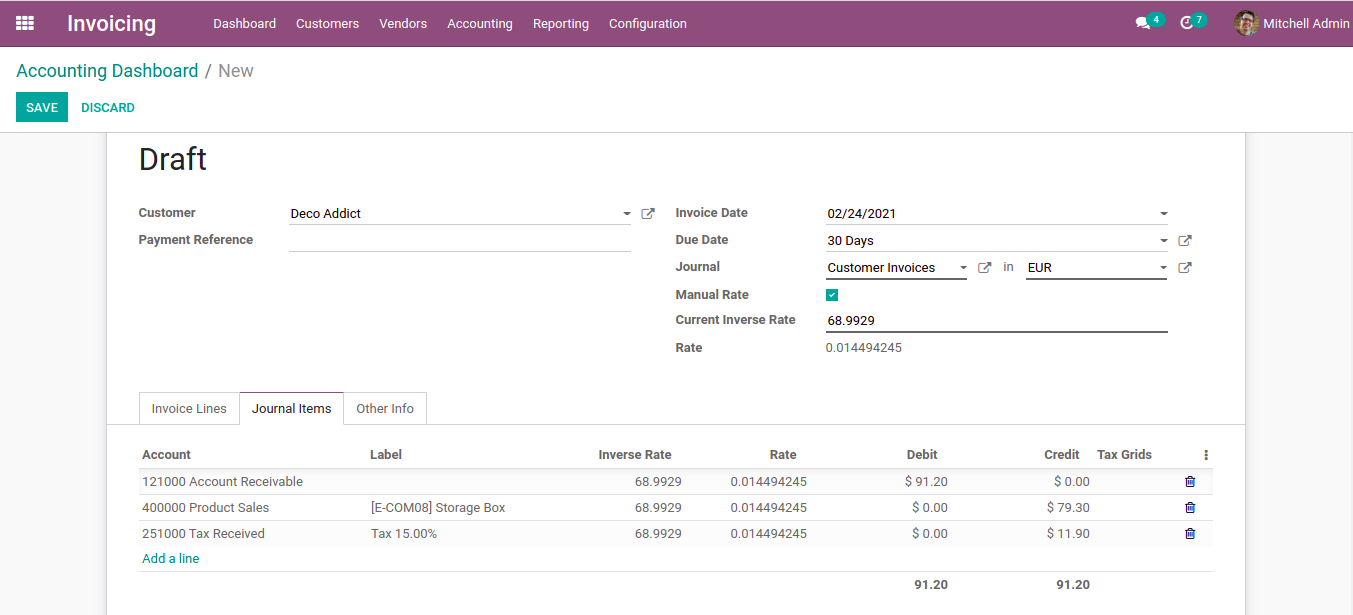 Invoicing Dashboard Customers Vendors Accounting Reporting Configuration 4 7 Mitchell Admin
Accounting Dashboard / New
SAVE DISCARD
Draft
Customer Deco Addict Invoice Date 02/24/2021
Payment Reference Due Date 30 Days
Journal Customer Invoices in EUR
Manual Rate
Current Inverse Rate 68.9929
Rate 0.014494245
Invoice Lines Journal Items Other Info
Account Label Inverse Rate Rate Debit Credit Tax Grids
121000 Account Receivable 68.9929 0.014494245 $ 91.20 $ 0.00
400000 Product Sales [E-COM08] Storage Box 68.9929 0.014494245 $ 0.00 $ 79.30
251000 Tax Received Tax 15.00% 68.9929 0.014494245 $ 0.00 $ 11.90
Add a line
91.20 91.20